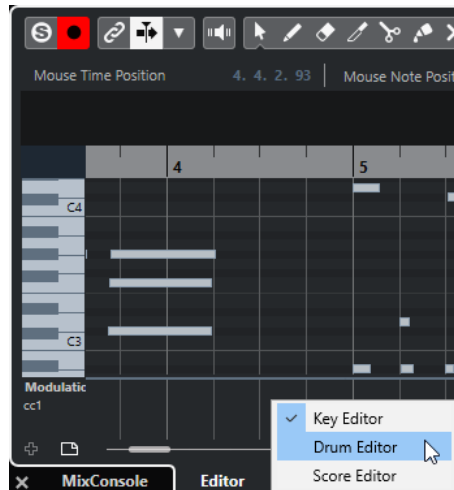 S
Mouse Time Position 4. 4. 2. 93 Mouse Note Posit
4 5
C4
C3
Modulatic
cc1
Key Editor
Drum Editor
Score Editor
MixConsole Editor